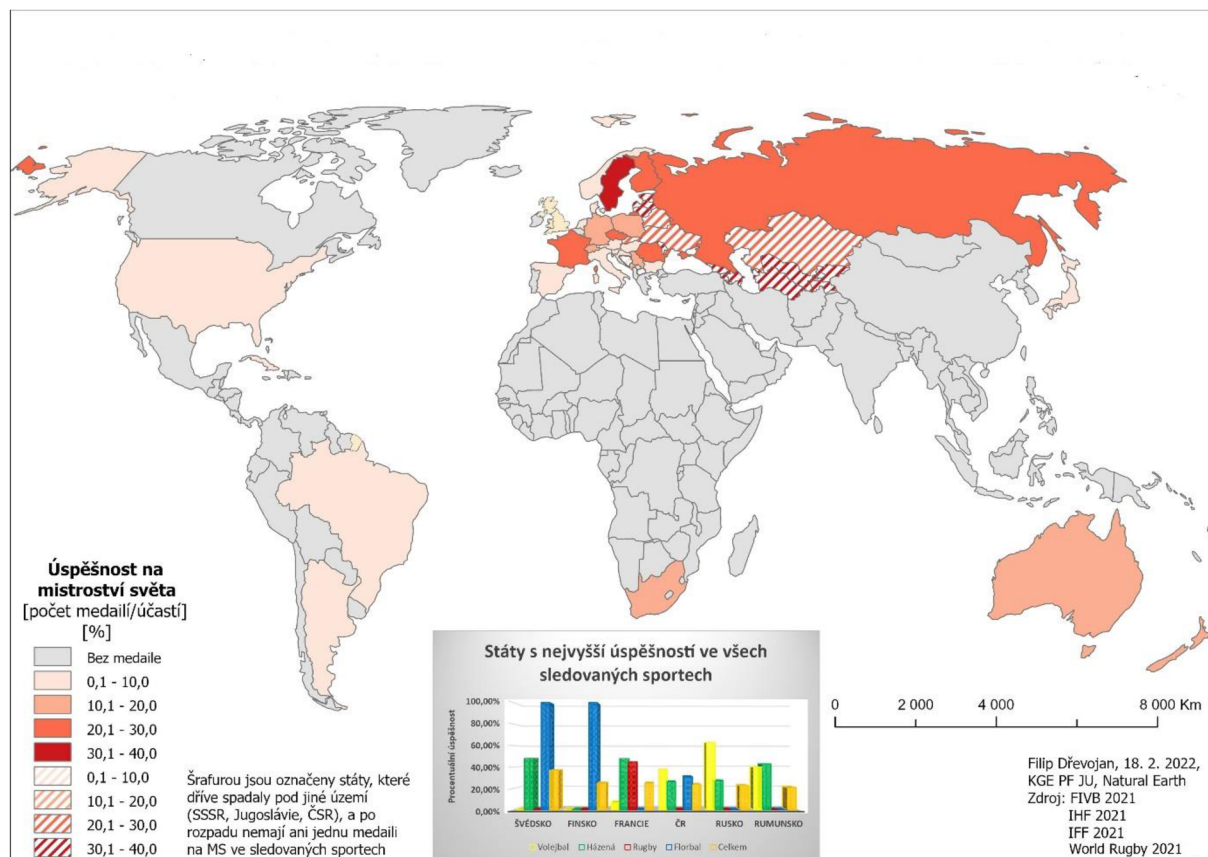 Úspěšnost na
mistroství světa
[počet medailí/účastí]
[%]
Bez medaile
0,1 - 10,0
10,1 - 20,0
20,1 - 30,0
30,1 - 40,0
0,1 - 10,0
10,1 - 20,0
20,1 - 30,0
30,1 - 40,0
Šrafurou jsou označeny státy, které
dříve spadaly pod jiné území
(SSSR, Jugoslávie, ČSR), a po
rozpadu nemají ani jednu medaili
na MS ve sledovaných sportech
Státy s nejvyšší úspěšností ve všech
sledovaných sportech
Procentuální úspěšnost
100,00%
80,00%
60,00%
40,00%
20,00%
0,00%
ŠVÉDSKO FINSKO FRANCIE ČR RUSKO RUMUNSKO
Volejbal Házená Rugby Florbal Celkem
0 2 000 4 000 8 000 Km
Filip Dřevojan, 18. 2. 2022,
KGE PF JU, Natural Earth
Zdroj: FIVB 2021
IHF 2021
IFF 2021
World Rugby 2021